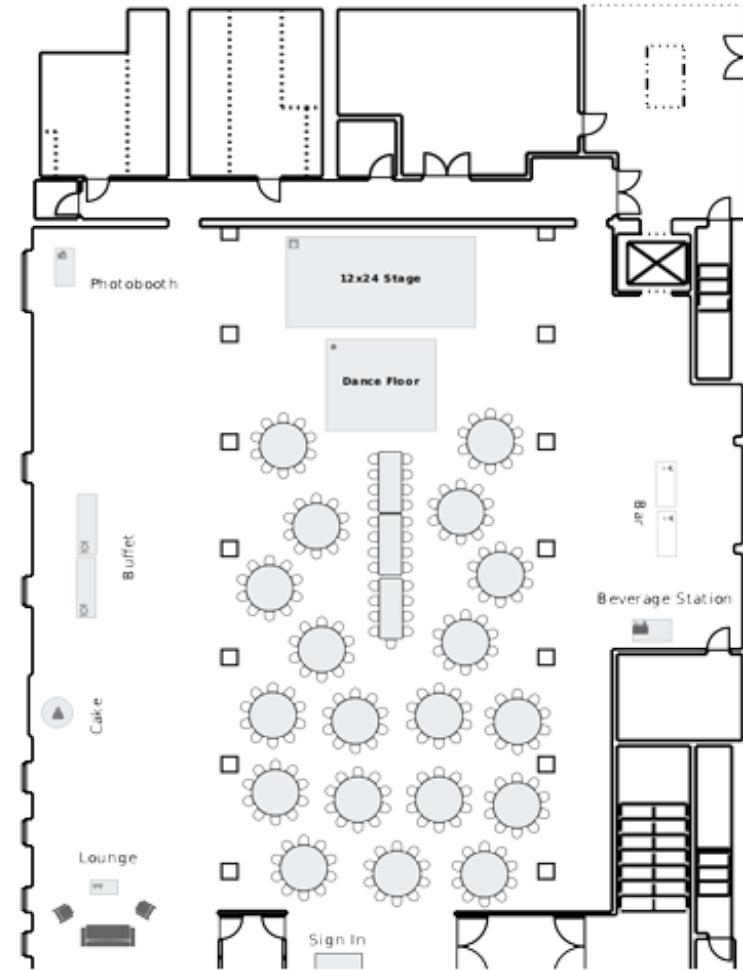 12x24 Stage
Photobooth
Dance Floor
Buffet
Bar
Beverage Station
Cake
Lounge
Sign In